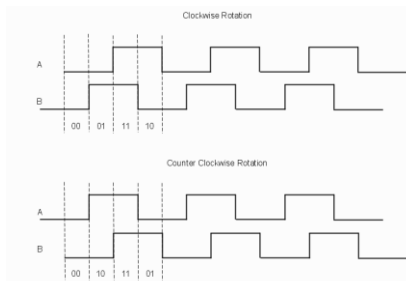 Clockwise Rotation
A
B
00 01 11 10
Counter Clockwise Rotation
A
B
00 10 11 01